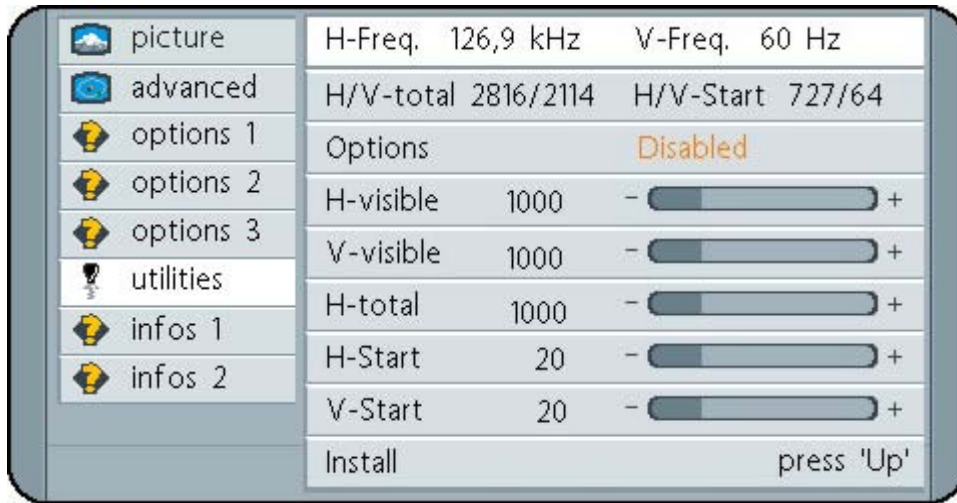 picture
advanced
options 1
options 2
options 3
utilities
infos 1
infos 2
H-Freq. 126,9 kHz V-Freq. 60 Hz
H/V-total 2816/2114 H/V-Start 727/64
Options Disabled
H-visible 1000 - +
V-visible 1000 - +
H-total 1000 - +
H-Start 20 - +
V-Start 20 - +
Install press 'Up'